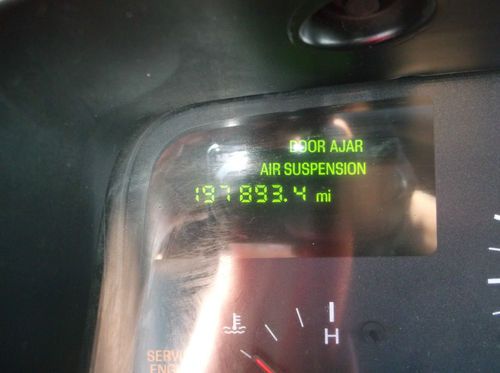 DOOR AJAR
AIR SUSPENSION
197893.4 mi
H